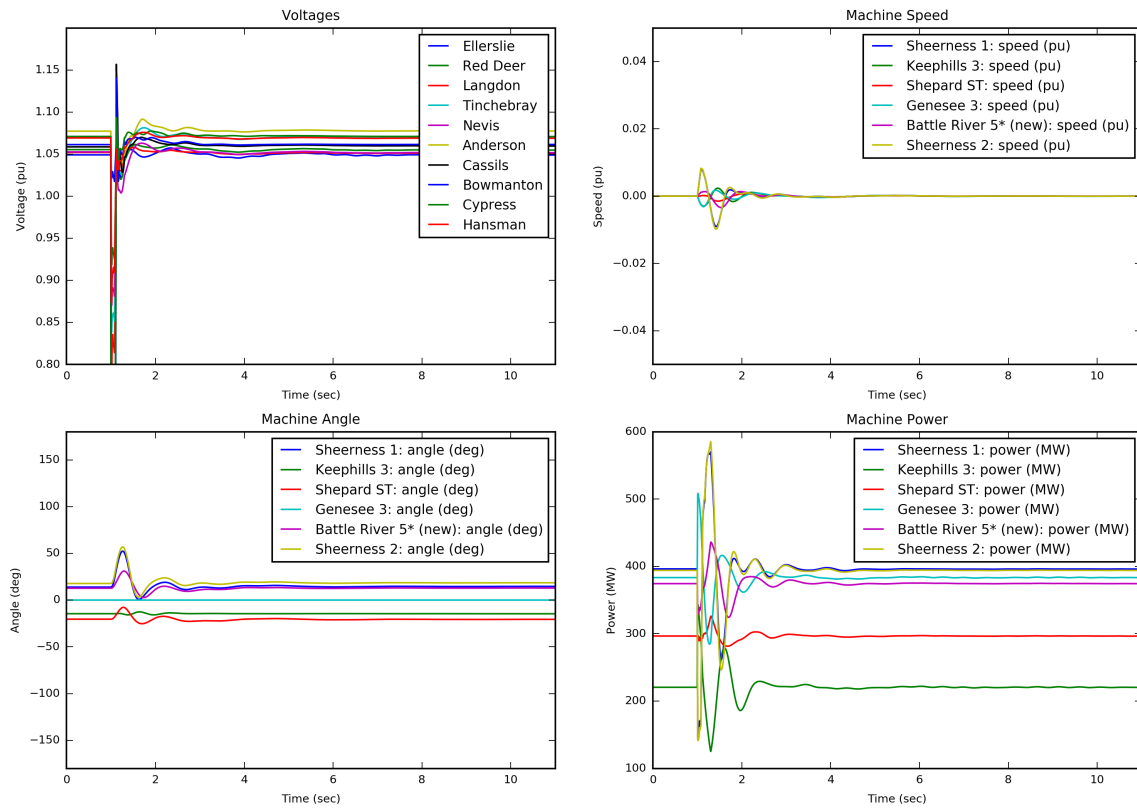 Voltages
Voltage (pu)
1.15
1.10
1.05
1.00
0.95
0.90
0.85
0.80
0 2 4 6 8 10
Time (sec)
Ellerslie
Red Deer
Langdon
Tinchebray
Nevis
Anderson
Cassils
Bowmanton
Cypress
Hansman
Machine Speed
Speed (pu)
0.04
0.02
0.00
−0.02
−0.04
0 2 4 6 8 10
Time (sec)
Sheerness 1: speed (pu)
Keephills 3: speed (pu)
Shepard ST: speed (pu)
Genesee 3: speed (pu)
Battle River 5* (new): speed (pu)
Sheerness 2: speed (pu)
Machine Angle
Angle (deg)
150
100
50
0
−50
−100
−150
0 2 4 6 8 10
Time (sec)
Sheerness 1: angle (deg)
Keephills 3: angle (deg)
Shepard ST: angle (deg)
Genesee 3: angle (deg)
Battle River 5* (new): angle (deg)
Sheerness 2: angle (deg)
Machine Power
Power (MW)
600
500
400
300
200
100
0 2 4 6 8 10
Time (sec)
Sheerness 1: power (MW)
Keephills 3: power (MW)
Shepard ST: power (MW)
Genesee 3: power (MW)
Battle River 5* (new): power (MW)
Sheerness 2: power (MW)